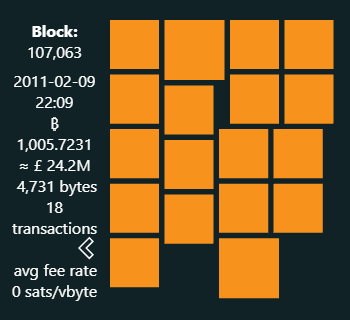 Block:
107,063
2011-02-09
22:09
₿
1,005.7231
≈ £ 24.2M
4,731 bytes
18
transactions
avg fee rate
0 sats/vbyte